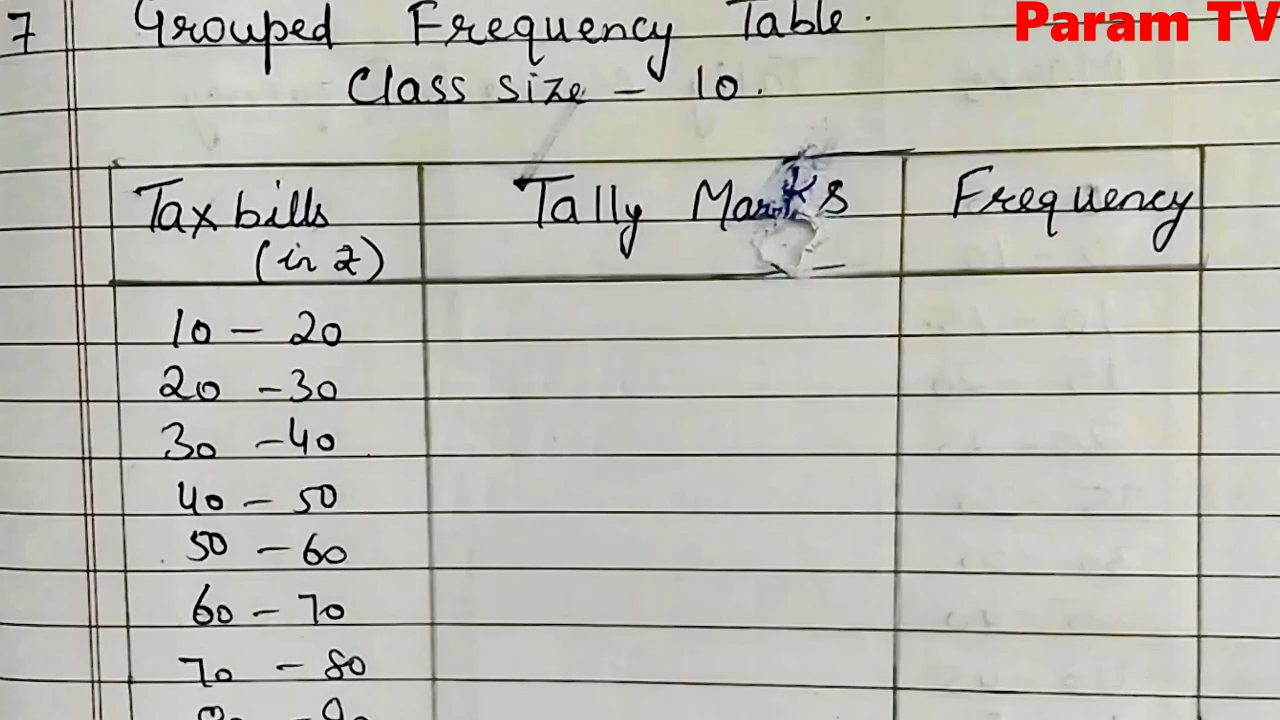 7 Grouped Frequency Table.
Param TV
Class size - 10.
Tax bills Tally Marks Frequency
(in ₹)
10 - 20
20 - 30
30 - 40
40 - 50
50 - 60
60 - 70
70 - 80